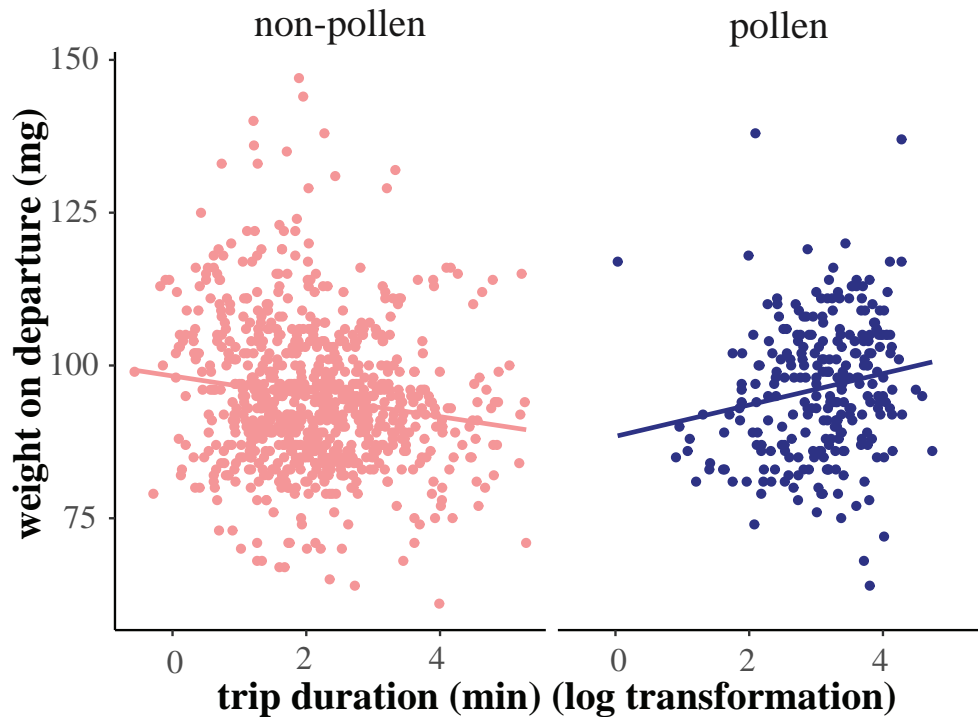 non-pollen pollen
weight on departure (mg)
150
125
100
75
0 2 4 0 2 4
trip duration (min) (log transformation)